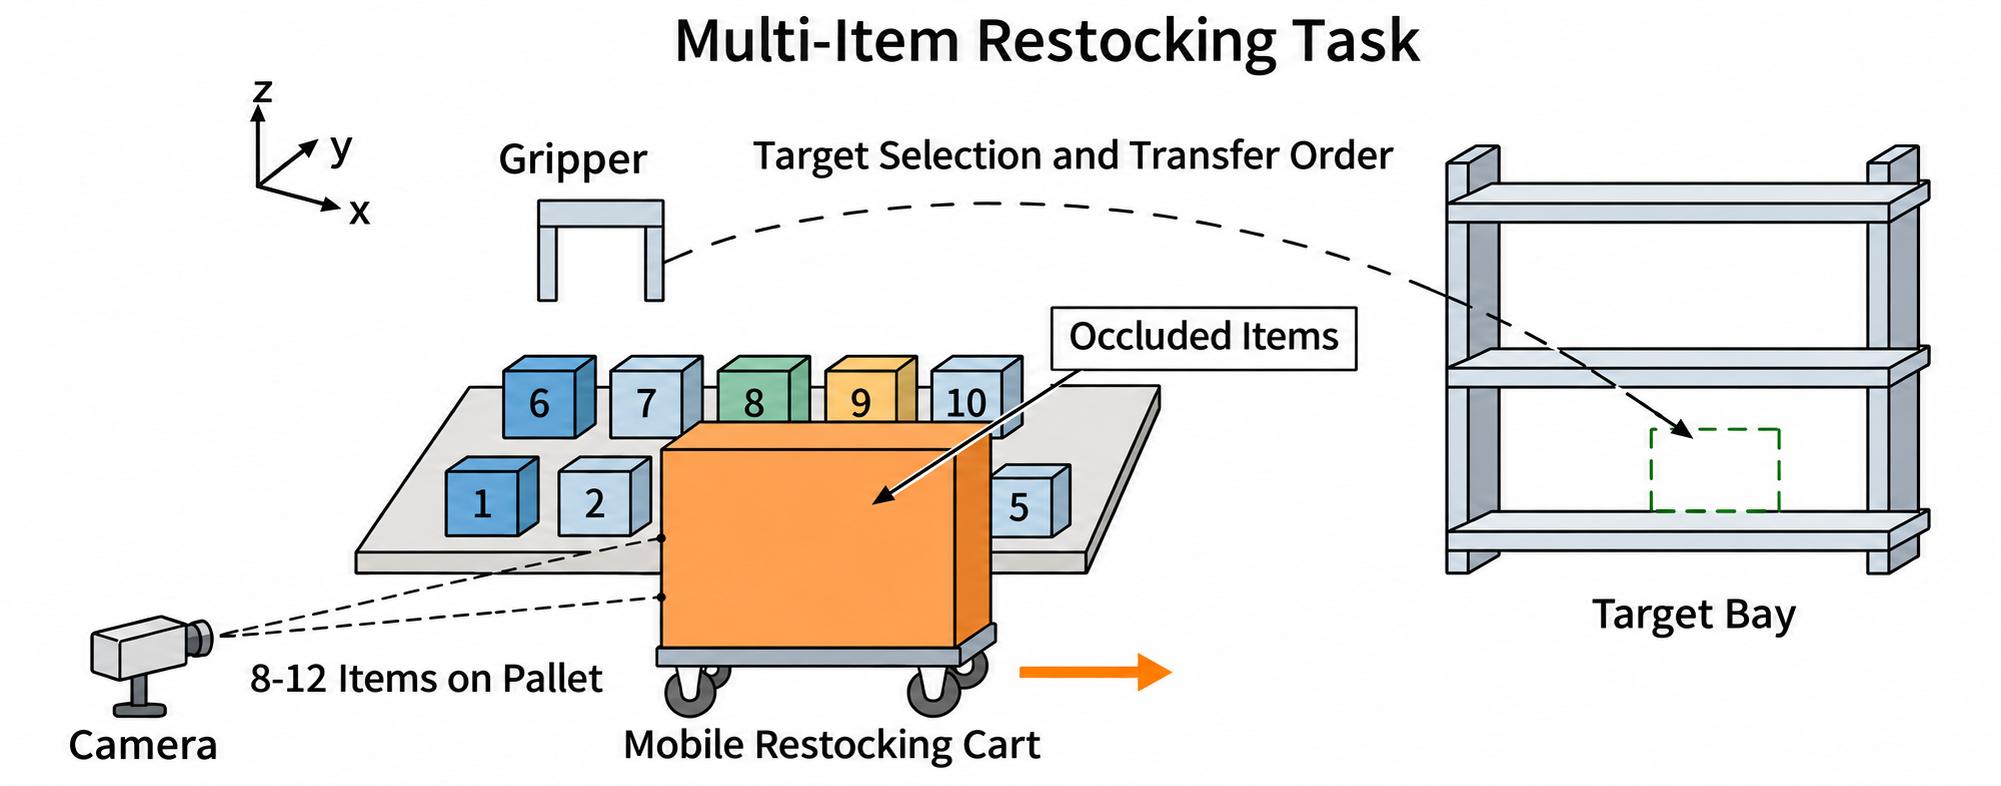 Multi-Item Restocking Task
z
y
x
Gripper
Target Selection and Transfer Order
Occluded Items
6
7
8
9
10
1
2
5
8-12 Items on Pallet
Camera
Mobile Restocking Cart
Target Bay